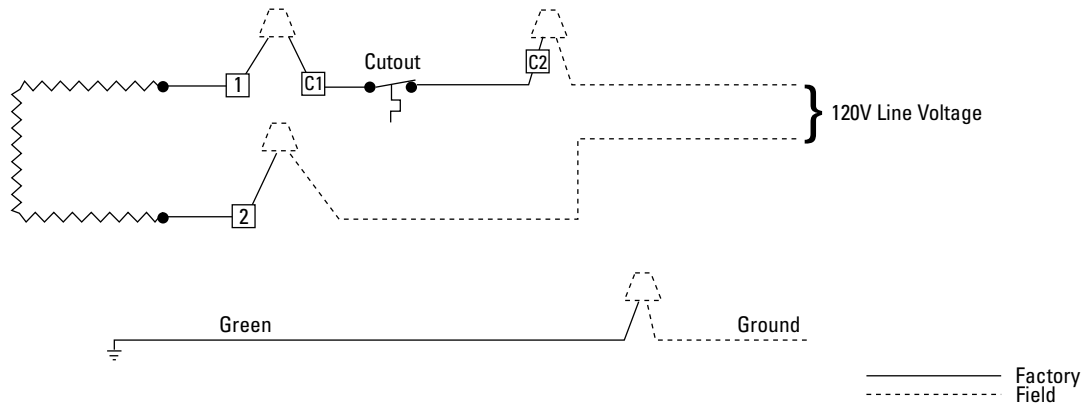 Cutout
1
C1
C2
120V Line Voltage
2
Green
Ground
Factory
Field